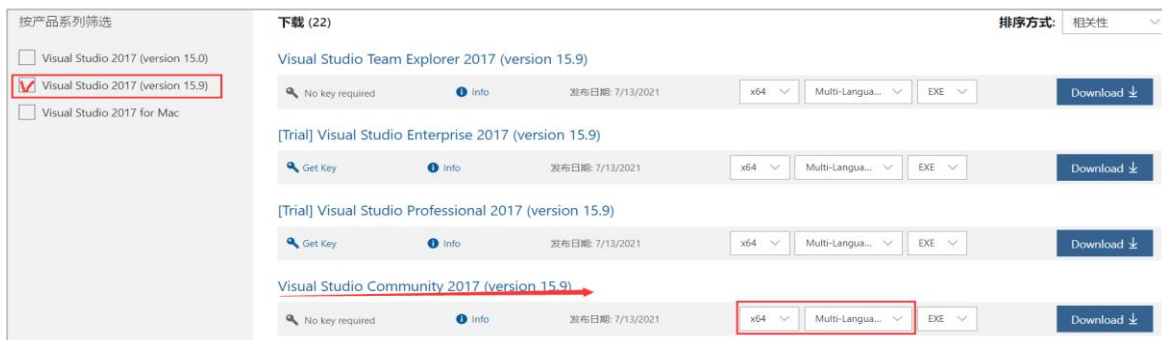 按产品系列筛选
Visual Studio 2017 (version 15.0)
Visual Studio 2017 (version 15.9)
Visual Studio 2017 for Mac
下载 (22)
排序方式: 相关性
Visual Studio Team Explorer 2017 (version 15.9)
No key required Info 发布日期: 7/13/2021 x64 Multi-Langua... EXE Download
[Trial] Visual Studio Enterprise 2017 (version 15.9)
Get Key Info 发布日期: 7/13/2021 x64 Multi-Langua... EXE Download
[Trial] Visual Studio Professional 2017 (version 15.9)
Get Key Info 发布日期: 7/13/2021 x64 Multi-Langua... EXE Download
Visual Studio Community 2017 (version 15.9)
No key required Info 发布日期: 7/13/2021 x64 Multi-Langua... EXE Download